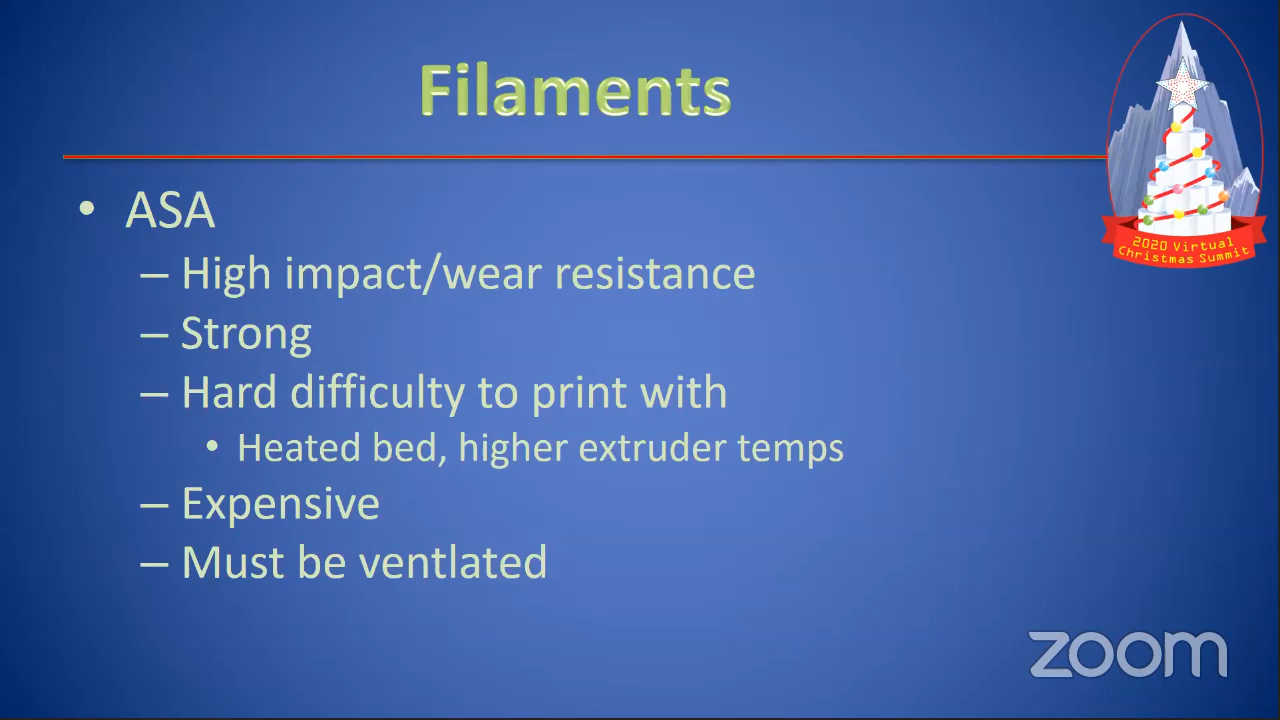 Filaments
2020 Virtual
Christmas Summit
• ASA
– High impact/wear resistance
– Strong
– Hard difficulty to print with
• Heated bed, higher extruder temps
– Expensive
– Must be ventlated
zoom